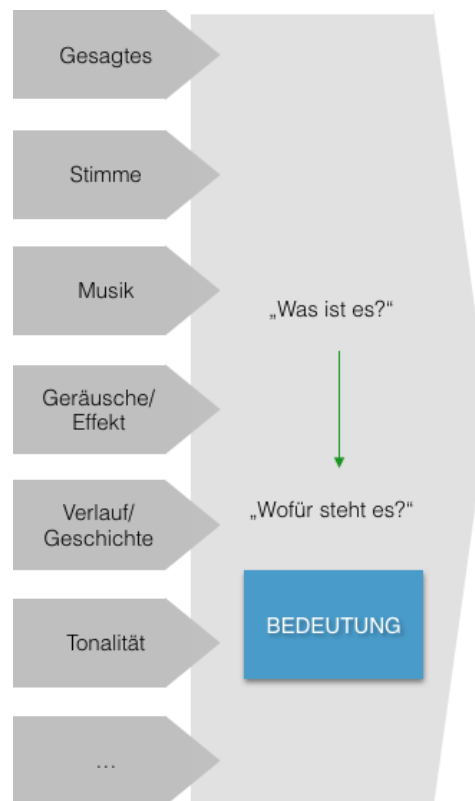 Gesagtes
Stimme
Musik
Geräusche/
Effekt
Verlauf/
Geschichte
Tonalität
...
„Was ist es?“
„Wofür steht es?“
BEDEUTUNG